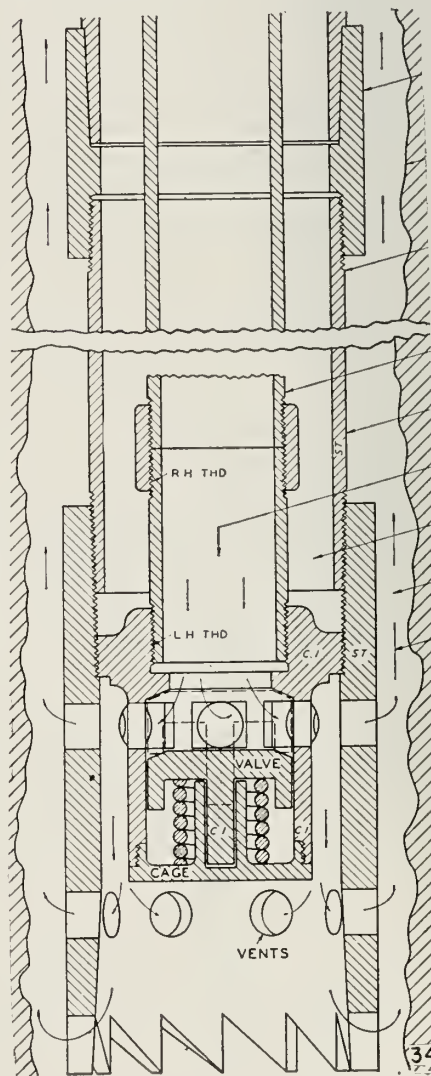 ST
R H THD
L H THD
C.I
ST
VALVE
C.I
C.I
CAGE
VENTS
34